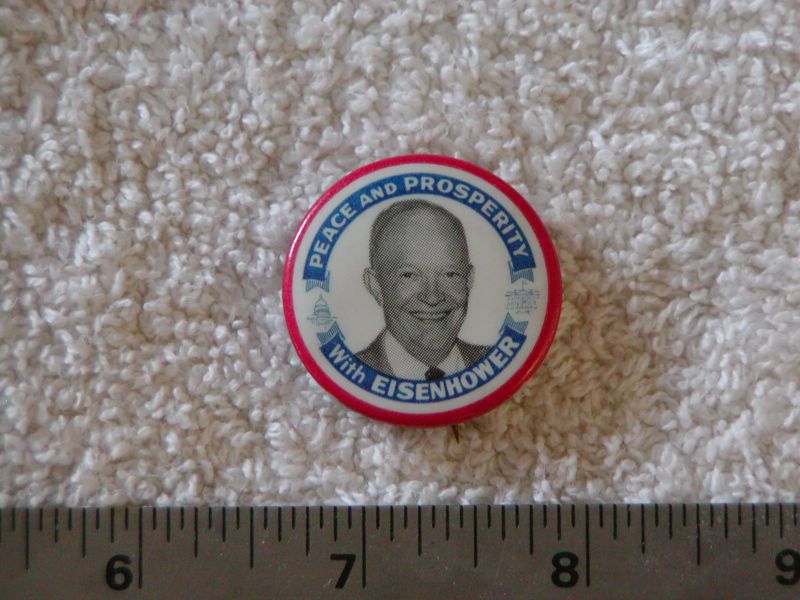 PEACE AND PROSPERITY
With EISENHOWER
6 7 8 9